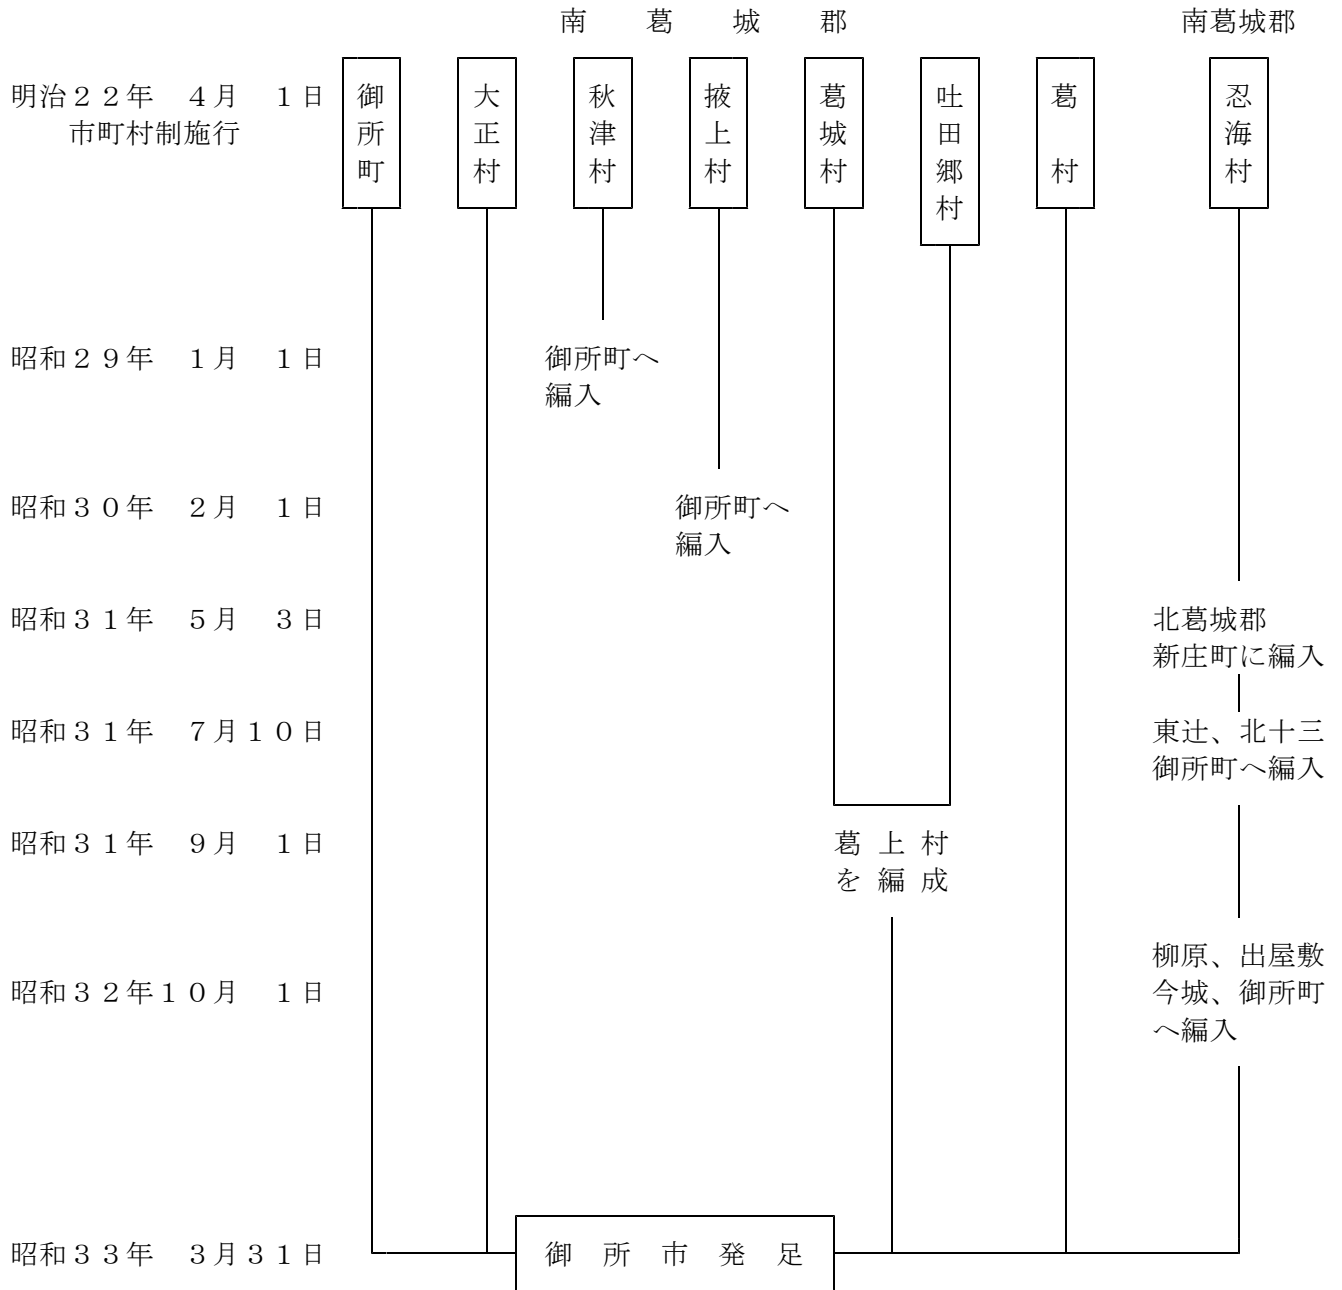 南　葛　城　郡
南葛城郡
明治２２年　４月　１日
市町村制施行
御所町
大正村
秋津村
掖上村
葛城村
吐田郷村
葛　村
忍海村
昭和２９年　１月　１日
御所町へ
編入
昭和３０年　２月　１日
御所町へ
編入
昭和３１年　５月　３日
北葛城郡
新庄町に編入
昭和３１年　７月１０日
東辻、北十三
御所町へ編入
昭和３１年　９月　１日
葛上村
を編成
昭和３２年１０月　１日
柳原、出屋敷
今城、御所町
へ編入
昭和３３年　３月３１日
御　所　市　発　足